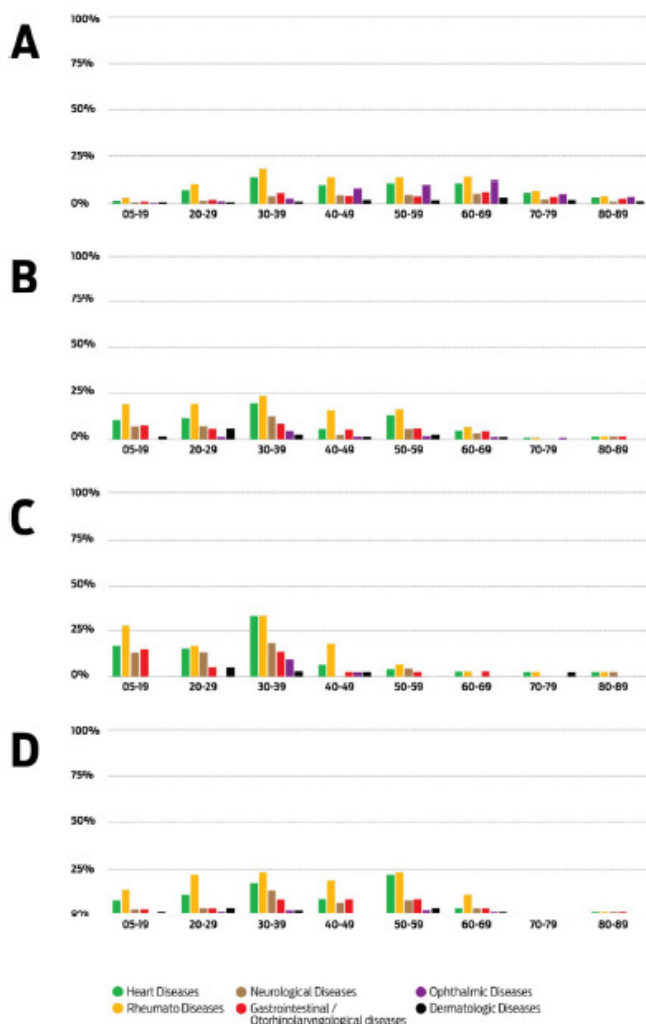 A
100%
75%
50%
25%
0%
05-19 20-29 30-39 40-49 50-59 60-69 70-79 80-89
B
100%
75%
50%
25%
0%
05-19 20-29 30-39 40-49 50-59 60-69 70-79 80-89
C
100%
75%
50%
25%
0%
05-19 20-29 30-39 40-49 50-59 60-69 70-79 80-89
D
100%
75%
50%
25%
0%
05-19 20-29 30-39 40-49 50-59 60-69 70-79 80-89
Heart Diseases Neurological Diseases Ophthalmic Diseases
Rheumato Diseases Gastrointestinal / Dermatologic Diseases
Otorhinolaryngological diseases